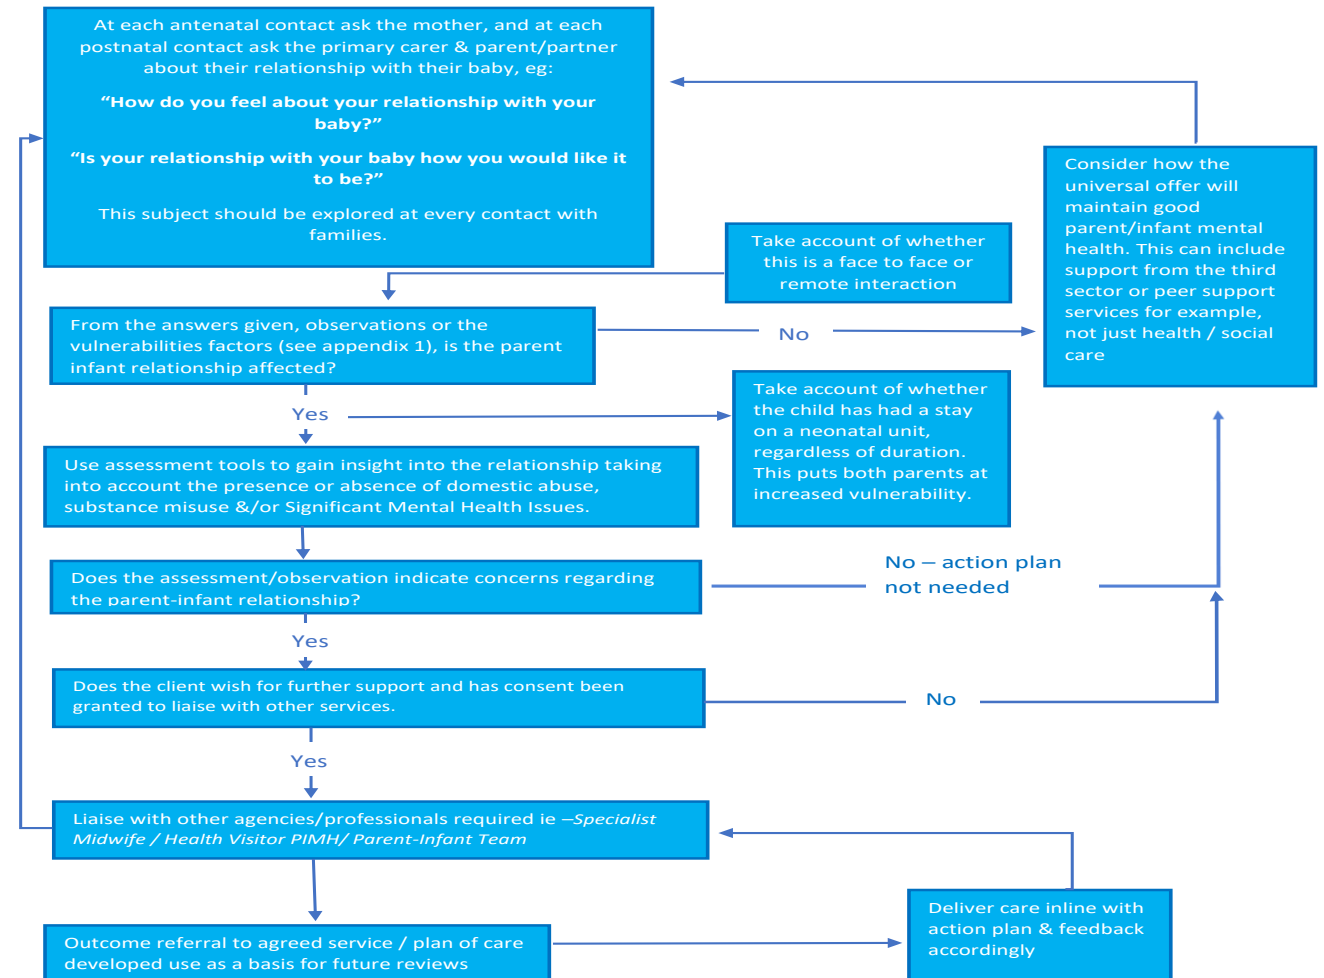 At each antenatal contact ask the mother, and at each
postnatal contact ask the primary carer & parent/partner
about their relationship with their baby, eg:
“How do you feel about your relationship with your
baby?”
“Is your relationship with your baby how you would like it
to be?”
This subject should be explored at every contact with
families.
Take account of whether
this is a face to face or
remote interaction
Consider how the
universal offer will
maintain good
parent/infant mental
health. This can include
support from the third
sector or peer support
services for example,
not just health / social
care
From the answers given, observations or the
vulnerabilities factors (see appendix 1), is the parent
infant relationship affected?
No
Yes
Take account of whether
the child has had a stay
on a neonatal unit,
regardless of duration.
This puts both parents at
increased vulnerability.
Use assessment tools to gain insight into the relationship taking
into account the presence or absence of domestic abuse,
substance misuse &/or Significant Mental Health Issues.
Does the assessment/observation indicate concerns regarding
the parent-infant relationship?
No – action plan
not needed
Yes
Does the client wish for further support and has consent been
granted to liaise with other services.
No
Yes
Liaise with other agencies/professionals required ie –Specialist
Midwife / Health Visitor PIMH/ Parent-Infant Team
Outcome referral to agreed service / plan of care
developed use as a basis for future reviews
Deliver care inline with
action plan & feedback
accordingly